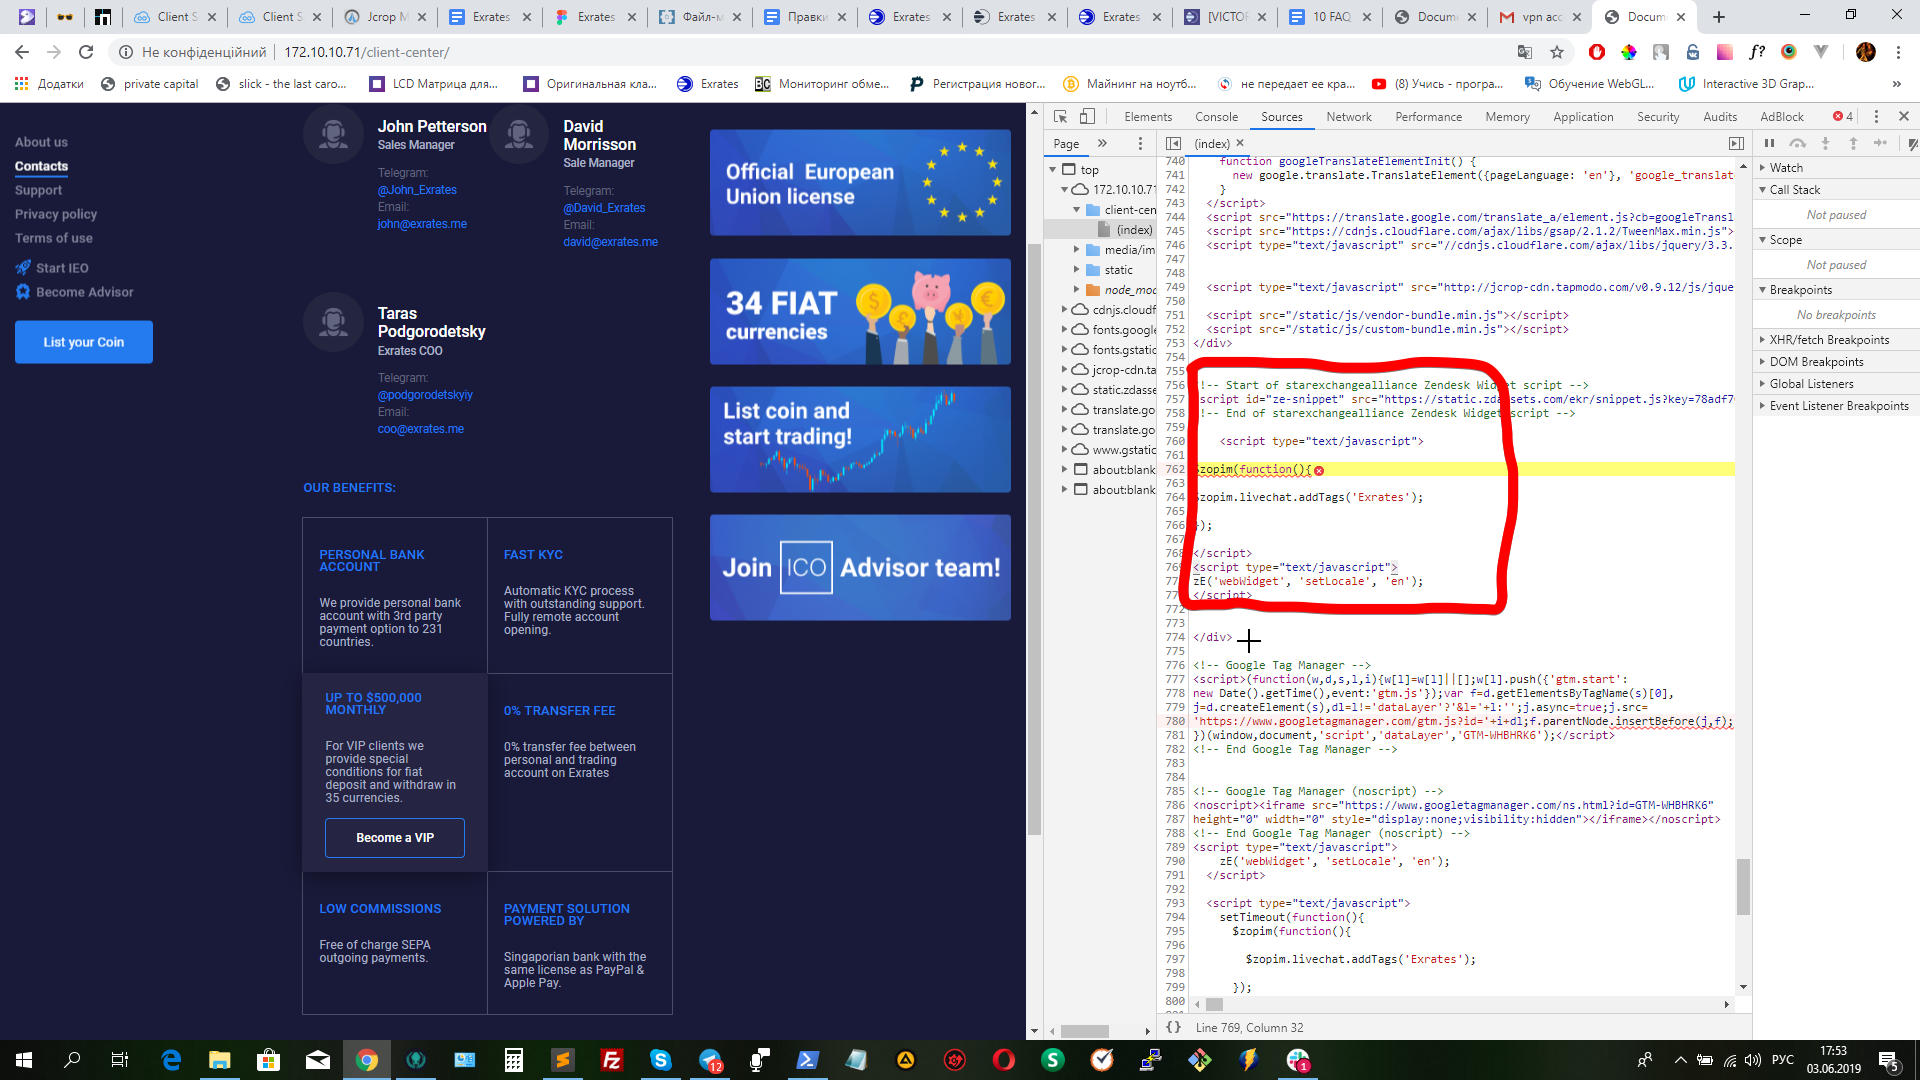 Client S
Client S
Jcrop M
Exrates
Exrates
Файл-м
Правки
Exrates
Exrates
Exrates
[VICTOR
10 FAQ
Docume
vpn acc
Docum
Не конфіденційний
172.10.10.71/client-center/
Додатки
private capital
slick - the last caro...
LCD Матрица для...
Оригинальная кла...
Exrates
Мониторинг обме...
Регистрация новог...
Майнинг на ноутб...
не передает ее кра...
(8) Учись - програ...
Обучение WebGL...
Interactive 3D Grap...
About us
Contacts
Support
Privacy policy
Terms of use
Start IEO
Become Advisor
List your Coin
John Petterson
Sales Manager
Telegram:
@John_Exrates
Email:
john@exrates.me
David
Morrisson
Sale Manager
Telegram:
@David_Exrates
Email:
david@exrates.me
Taras
Podgorodetsky
Exrates COO
Telegram:
@podgorodetskyiy
Email:
coo@exrates.me
OUR BENEFITS:
PERSONAL BANK
ACCOUNT
We provide personal bank
account with 3rd party
payment option to 231
countries.
FAST KYC
Automatic KYC process
with outstanding support.
Fully remote account
opening.
UP TO $500,000
MONTHLY
For VIP clients we
provide special
conditions for fiat
deposit and withdraw in
35 currencies.
Become a VIP
0% TRANSFER FEE
0% transfer fee between
personal and trading
account on Exrates
LOW COMMISSIONS
Free of charge SEPA
outgoing payments.
PAYMENT SOLUTION
POWERED BY
Singaporian bank with the
same license as PayPal &
Apple Pay.
Official European
Union license
34 FIAT
currencies
List coin and
start trading!
Join ICO Advisor team!
Elements
Console
Sources
Network
Performance
Memory
Application
Security
Audits
AdBlock
4
Page
(index)
top
172.10.10.71
client-cen
(index)
media/im
static
node_mod
cdnjs.cloudf
fonts.google
fonts.gstatic
jcrop-cdn.ta
static.zdasse
translate.go
translate.go
www.gstatic
about:blank
about:blank
740 function googleTranslateElementInit() {
741 new google.translate.TranslateElement({pageLanguage: 'en'}, 'google_translat
742 }
743 </script>
744 <script src="https://translate.google.com/translate_a/element.js?cb=googleTransl
745 <script src="https://cdnjs.cloudflare.com/ajax/libs/gsap/2.1.2/TweenMax.min.js">
746 <script type="text/javascript" src="//cdnjs.cloudflare.com/ajax/libs/jquery/3.3.
747
748
749 <script type="text/javascript" src="http://jcrop-cdn.tapmodo.com/v0.9.12/js/jque
750
751 <script src="/static/js/vendor-bundle.min.js"></script>
752 <script src="/static/js/custom-bundle.min.js"></script>
753 </div>
754
755
756 !-- Start of starexchangealliance Zendesk Widget script -->
757 script id="ze-snippet" src="https://static.zdassets.com/ekr/snippet.js?key=78adf7
758 !-- End of starexchangealliance Zendesk Widget script -->
759
760 <script type="text/javascript">
761
762 $zopim(function(){
763
764 $zopim.livechat.addTags('Exrates');
765
766 });
767
768 </script>
769 <script type="text/javascript">
77 zE('webWidget', 'setLocale', 'en');
77 </script>
772
773
774 </div>
775
776 <!-- Google Tag Manager -->
777 <script>(function(w,d,s,l,i){w[l]=w[l]||[];w[l].push({'gtm.start':
778 new Date().getTime(),event:'gtm.js'});var f=d.getElementsByTagName(s)[0],
779 j=d.createElement(s),dl=l!='dataLayer'?'&l='+l:'';j.async=true;j.src=
780 'https://www.googletagmanager.com/gtm.js?id='+i+dl;f.parentNode.insertBefore(j,f);
781 })(window,document,'script','dataLayer','GTM-WHBHRK6');</script>
782 <!-- End Google Tag Manager -->
783
784
785 <!-- Google Tag Manager (noscript) -->
786 <noscript><iframe src="https://www.googletagmanager.com/ns.html?id=GTM-WHBHRK6"
787 height="0" width="0" style="display:none;visibility:hidden"></iframe></noscript>
788 <!-- End Google Tag Manager (noscript) -->
789 <script type="text/javascript">
790 zE('webWidget', 'setLocale', 'en');
791 </script>
792
793 <script type="text/javascript">
794 setTimeout(function(){
795 $zopim(function(){
796
797 $zopim.livechat.addTags('Exrates');
798
799 });
800
{} Line 769, Column 32
Watch
Call Stack
Not paused
Scope
Not paused
Breakpoints
No breakpoints
XHR/fetch Breakpoints
DOM Breakpoints
Global Listeners
Event Listener Breakpoints
12
1
РУС
17:53
03.06.2019
5